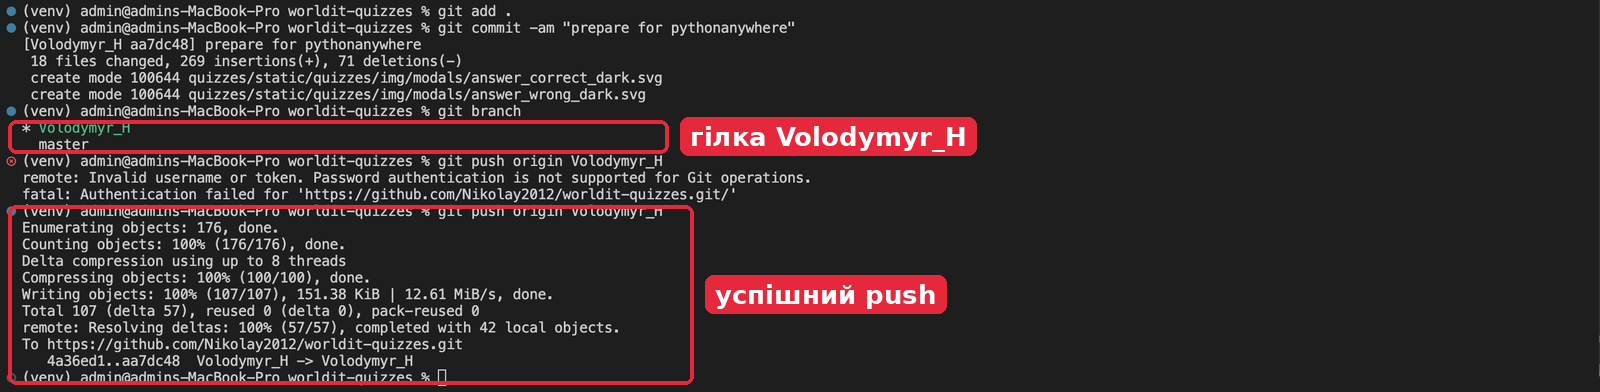 (venv) admin@admins-MacBook-Pro worldit-quizzes % git add .
(venv) admin@admins-MacBook-Pro worldit-quizzes % git commit -am "prepare for pythonanywhere"
[Volodymyr_H aa7dc48] prepare for pythonanywhere
18 files changed, 269 insertions(+), 71 deletions(-)
create mode 100644 quizzes/static/quizzes/img/modals/answer_correct_dark.svg
create mode 100644 quizzes/static/quizzes/img/modals/answer_wrong_dark.svg
(venv) admin@admins-MacBook-Pro worldit-quizzes % git branch
* Volodymyr_H
master
гілка Volodymyr_H
(venv) admin@admins-MacBook-Pro worldit-quizzes % git push origin Volodymyr_H
remote: Invalid username or token. Password authentication is not supported for Git operations.
fatal: Authentication failed for 'https://github.com/Nikolay2012/worldit-quizzes.git/'
(venv) admin@admins-MacBook-Pro worldit-quizzes % git push origin Volodymyr_H
Enumerating objects: 176, done.
Counting objects: 100% (176/176), done.
Delta compression using up to 8 threads
Compressing objects: 100% (100/100), done.
Writing objects: 100% (107/107), 151.38 KiB | 12.61 MiB/s, done.
Total 107 (delta 57), reused 0 (delta 0), pack-reused 0
remote: Resolving deltas: 100% (57/57), completed with 42 local objects.
To https://github.com/Nikolay2012/worldit-quizzes.git
4a36ed1..aa7dc48  Volodymyr_H -> Volodymyr_H
успішний push
(venv) admin@admins-MacBook-Pro worldit-quizzes %